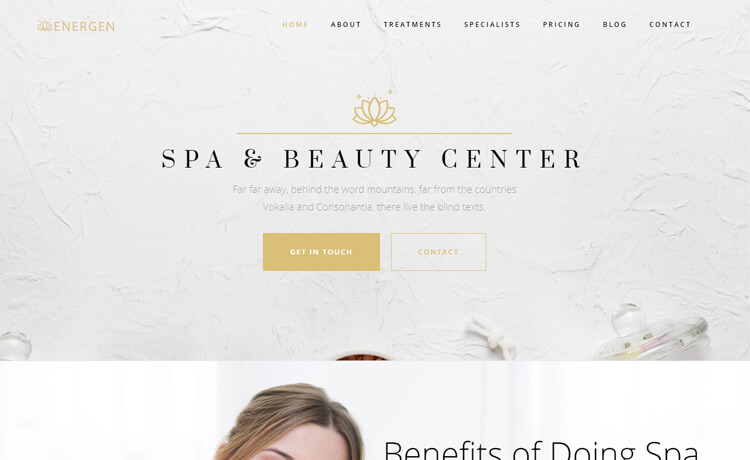 ENERGEN
HOME ABOUT TREATMENTS SPECIALISTS PRICING BLOG CONTACT
SPA & BEAUTY CENTER
Far far away, behind the word mountains, far from the countries
Vokalia and Consonantia, there live the blind texts.
GET IN TOUCH CONTACT
Benefits of Doing Spa